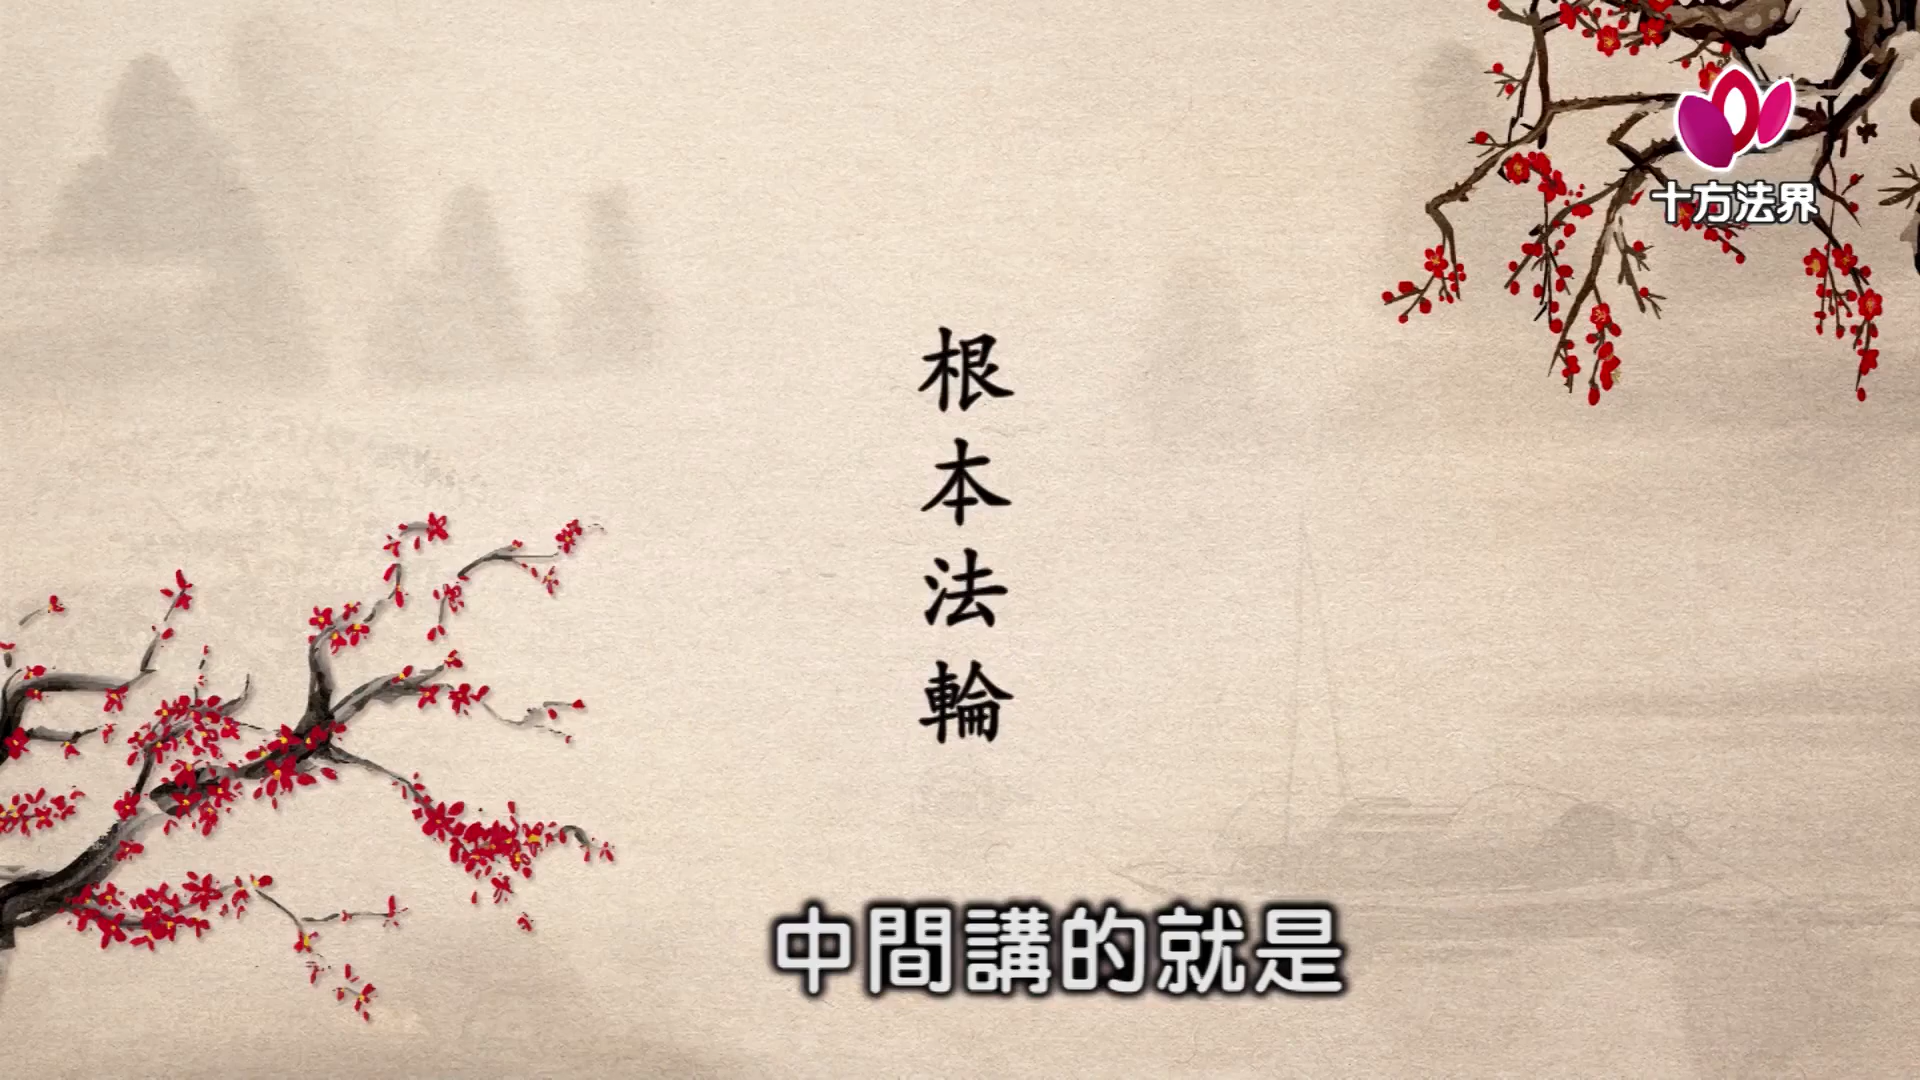 十方法界
根本法輪
中間講的就是